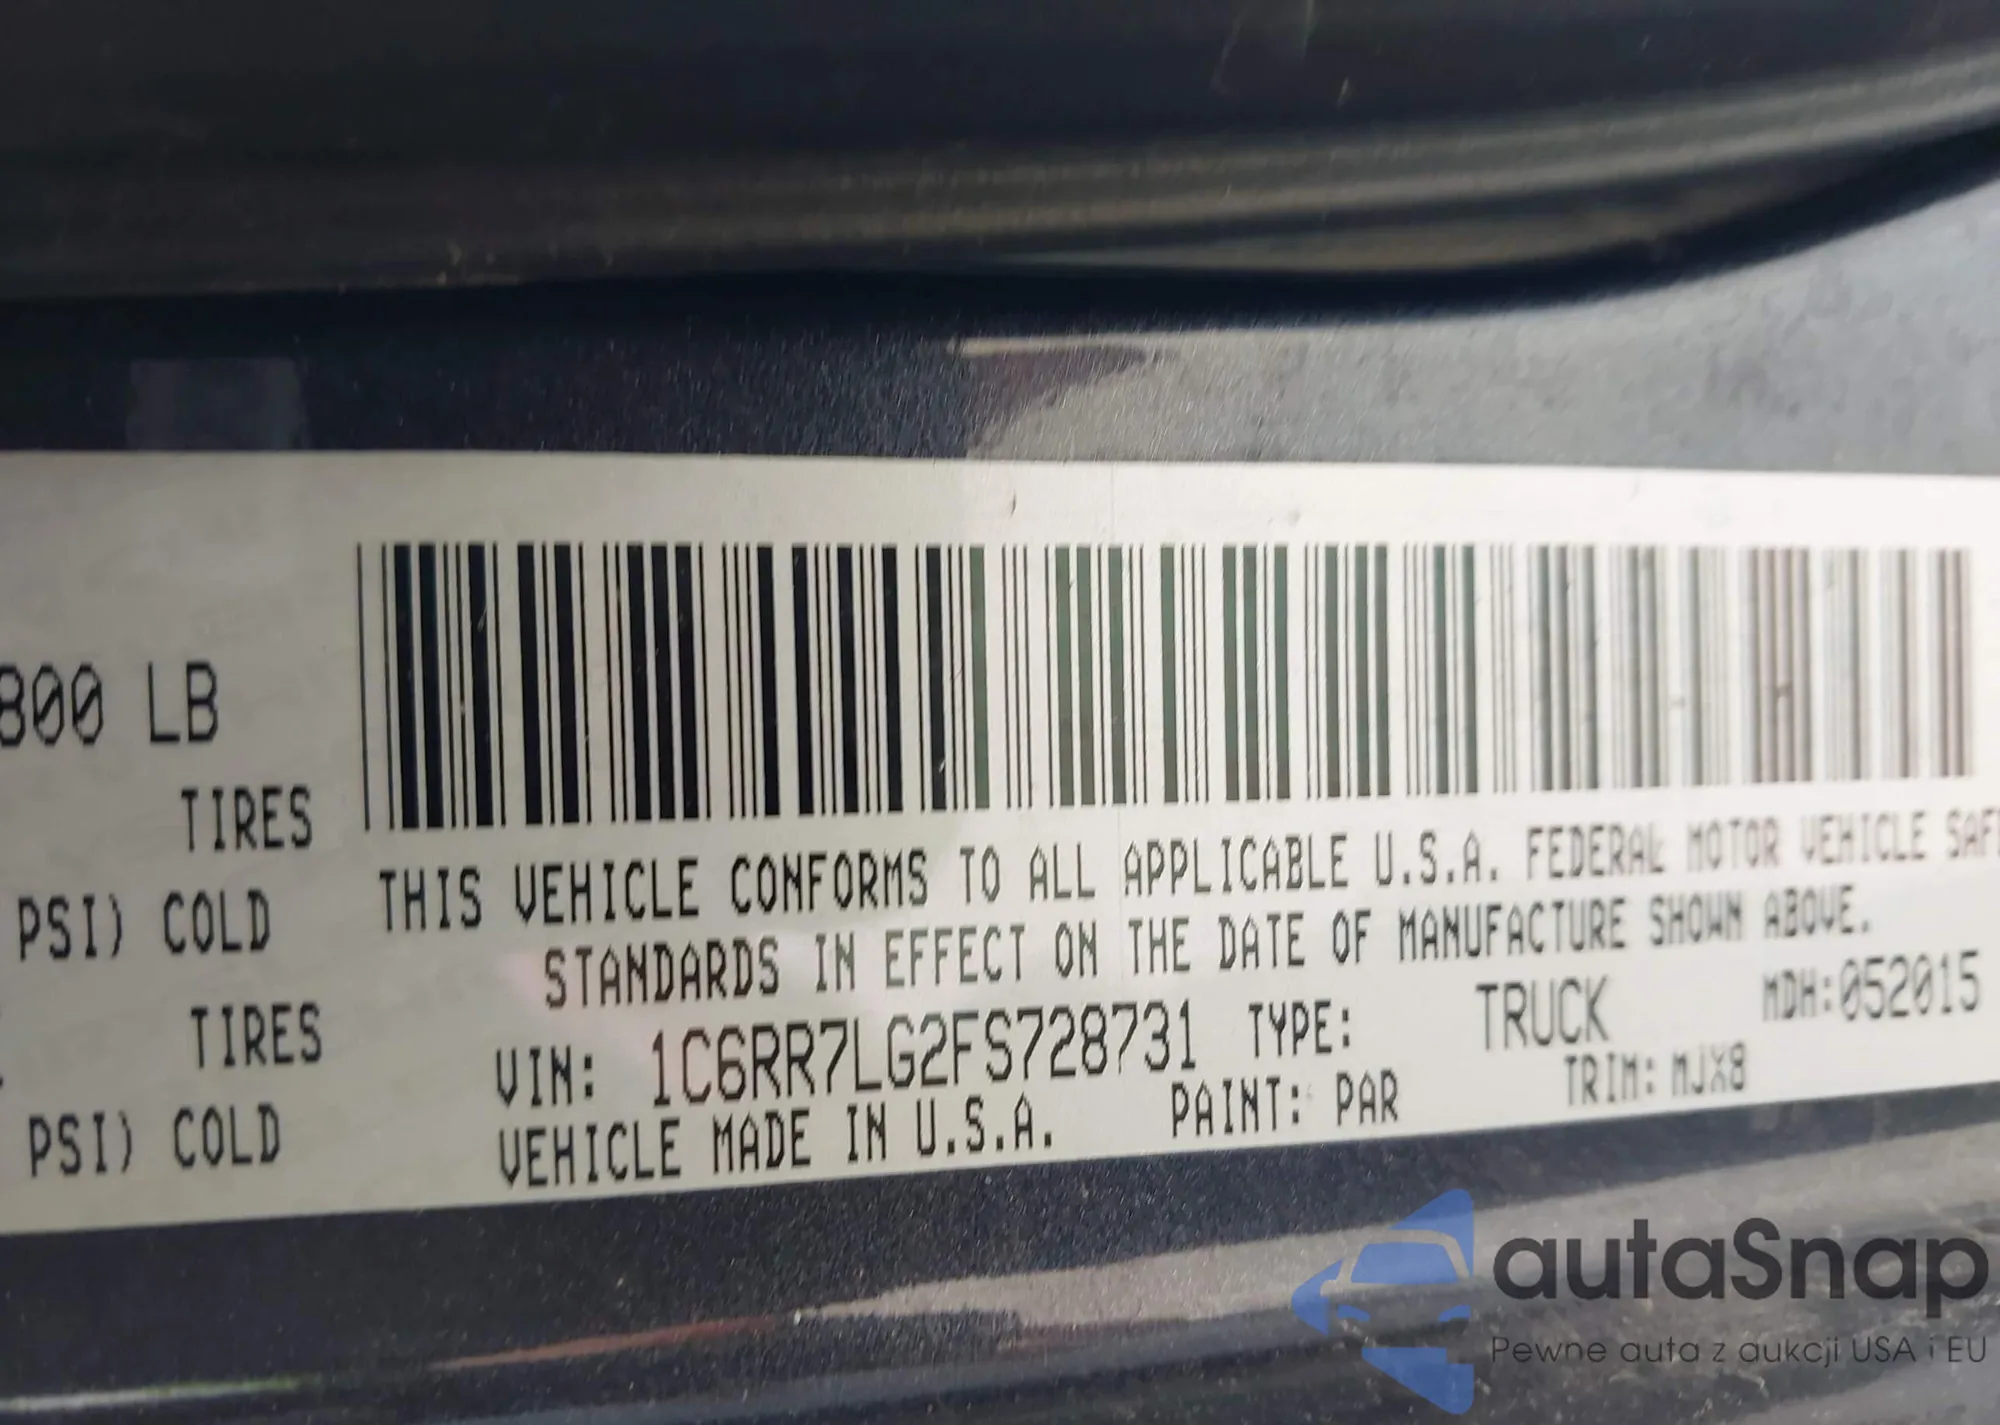 800 LB
TIRES
PSI) COLD
TIRES
PSI) COLD
THIS VEHICLE CONFORMS TO ALL APPLICABLE U.S.A. FEDERAL MOTOR VEHICLE SAF
STANDARDS IN EFFECT ON THE DATE OF MANUFACTURE SHOWN ABOVE.
VIN: 1C6RR7LG2FS728731 TYPE: TRUCK MDH:052015
VEHICLE MADE IN U.S.A. PAINT: PAR TRIM: MJX8
autaSnap
Pewne auta z aukcji USA i EU